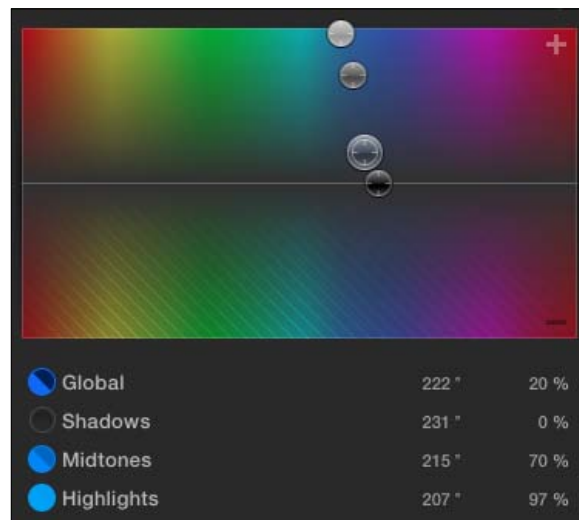 Global 222 ° 20 %
Shadows 231 ° 0 %
Midtones 215 ° 70 %
Highlights 207 ° 97 %